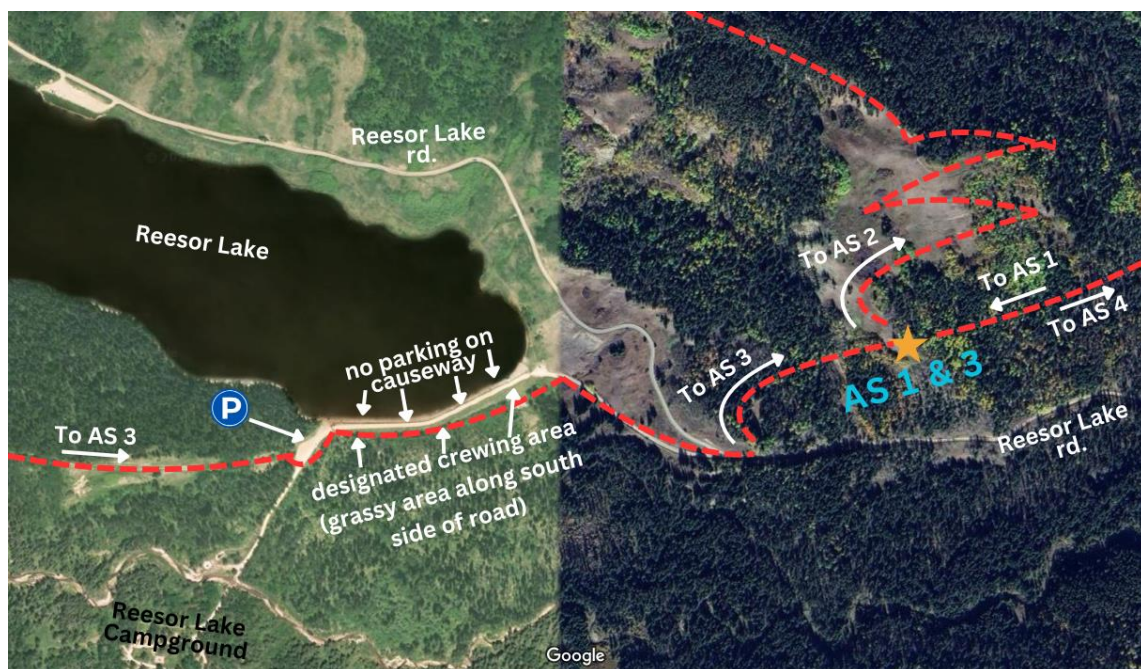 Reesor Lake
rd.
Reesor Lake
To AS 2
To AS 1
To AS 4
no parking on
causeway
To AS 3
AS 1 & 3
P
To AS 3
designated crewing area
(grassy area along south
side of road)
Reesor Lake
rd.
Reesor Lake
Campground
Google